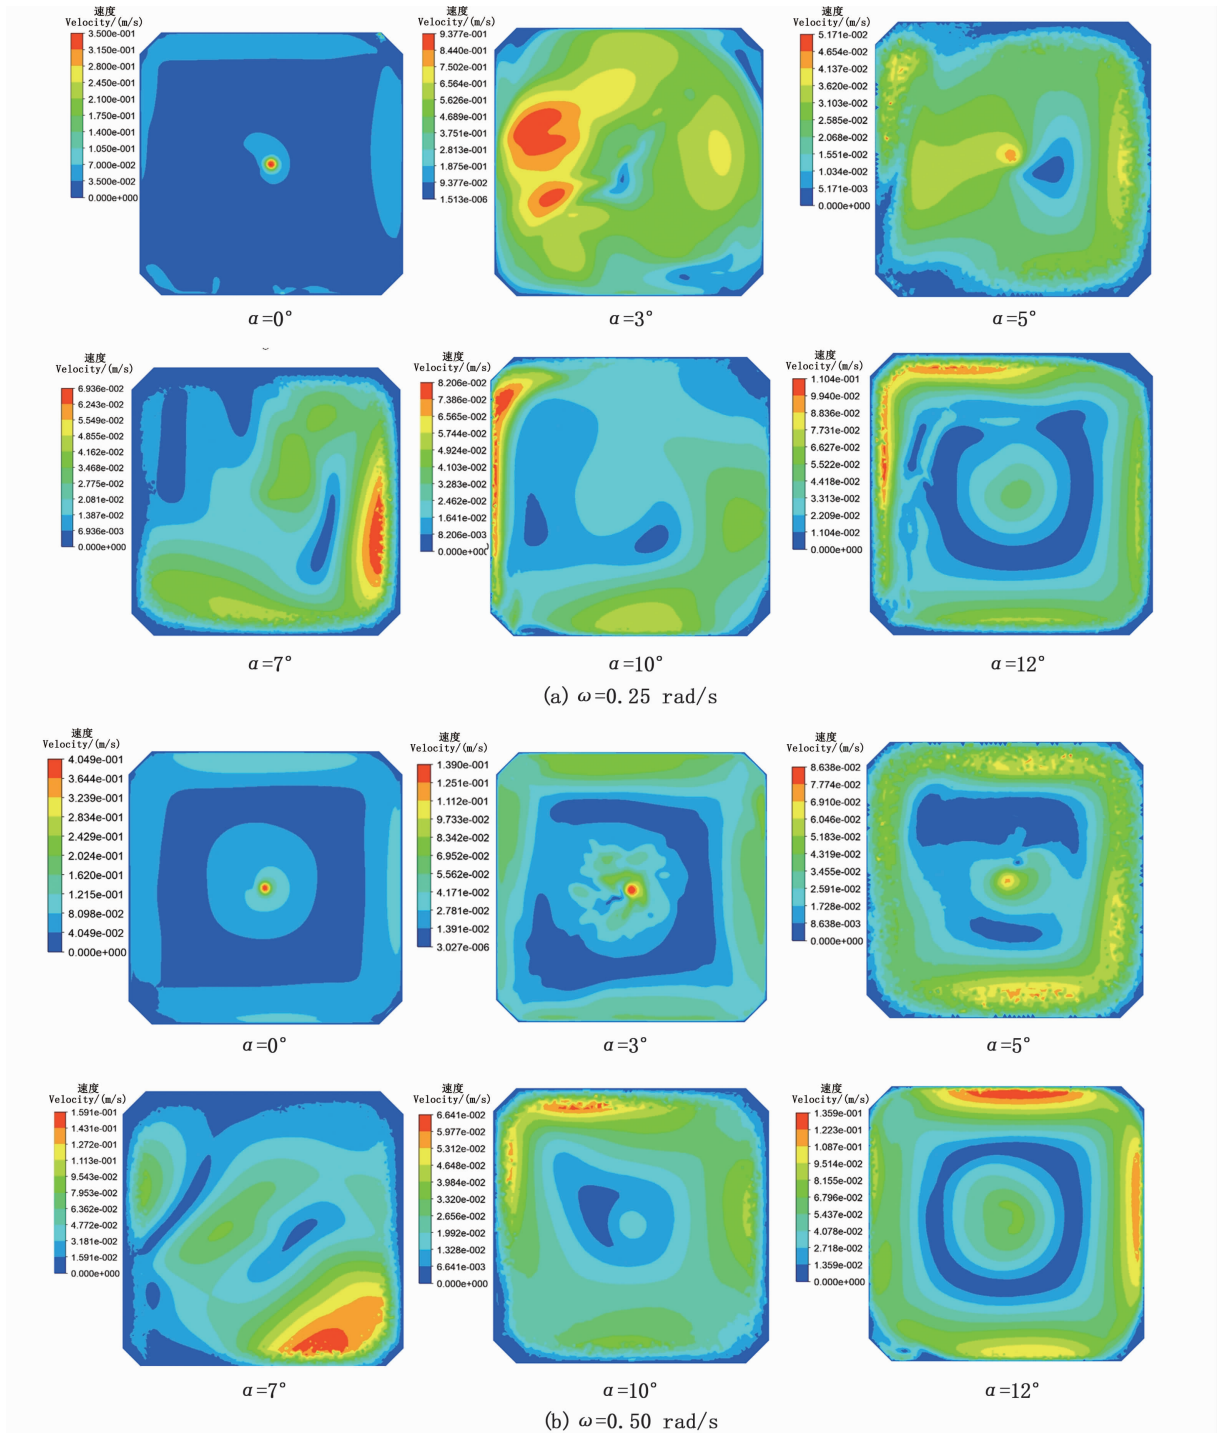 速度
Velocity/(m/s)
3.500e-001
3.150e-001
2.800e-001
2.450e-001
2.100e-001
1.750e-001
1.400e-001
1.050e-001
7.000e-002
3.500e-002
0.000e+000
α=0°
速度
Velocity/(m/s)
9.377e-001
8.440e-001
7.502e-001
6.564e-001
5.626e-001
4.689e-001
3.751e-001
2.813e-001
1.875e-001
9.377e-002
1.513e-006
α=3°
速度
Velocity/(m/s)
5.171e-002
4.654e-002
4.137e-002
3.620e-002
3.103e-002
2.585e-002
2.068e-002
1.551e-002
1.034e-002
5.171e-003
0.000e+000
α=5°
速度
Velocity/(m/s)
6.936e-002
6.243e-002
5.549e-002
4.855e-002
4.162e-002
3.468e-002
2.775e-002
2.081e-002
1.387e-002
6.936e-003
0.000e+000
α=7°
速度
Velocity/(m/s)
8.206e-002
7.386e-002
6.565e-002
5.744e-002
4.924e-002
4.103e-002
3.283e-002
2.462e-002
1.641e-002
8.206e-003
0.000e+000
α=10°
速度
Velocity/(m/s)
1.104e-001
9.940e-002
8.836e-002
7.731e-002
6.627e-002
5.522e-002
4.418e-002
3.313e-002
2.209e-002
1.104e-002
0.000e+000
α=12°
(a) ω=0.25 rad/s
速度
Velocity/(m/s)
4.049e-001
3.644e-001
3.239e-001
2.834e-001
2.429e-001
2.024e-001
1.620e-001
1.215e-001
8.098e-002
4.049e-002
0.000e+000
α=0°
速度
Velocity/(m/s)
1.390e-001
1.251e-001
1.112e-001
9.733e-002
8.342e-002
6.952e-002
5.562e-002
4.171e-002
2.781e-002
1.391e-002
3.027e-006
α=3°
速度
Velocity/(m/s)
8.638e-002
7.774e-002
6.910e-002
6.046e-002
5.183e-002
4.319e-002
3.455e-002
2.591e-002
1.728e-002
8.638e-003
0.000e+000
α=5°
速度
Velocity/(m/s)
1.591e-001
1.431e-001
1.272e-001
1.113e-001
9.543e-002
7.953e-002
6.362e-002
4.772e-002
3.181e-002
1.591e-002
0.000e+000
α=7°
速度
Velocity/(m/s)
6.641e-002
5.977e-002
5.312e-002
4.648e-002
3.984e-002
3.320e-002
2.656e-002
1.992e-002
1.328e-002
6.641e-003
0.000e+000
α=10°
速度
Velocity/(m/s)
1.359e-001
1.223e-001
1.087e-001
9.514e-002
8.155e-002
6.796e-002
5.437e-002
4.078e-002
2.718e-002
1.359e-002
0.000e+000
α=12°
(b) ω=0.50 rad/s